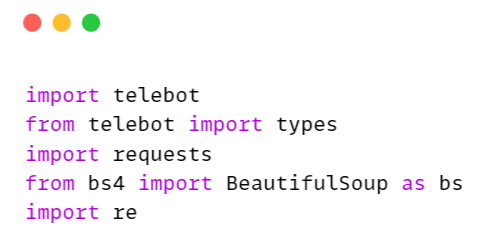 import telebot
from telebot import types
import requests
from bs4 import BeautifulSoup as bs
import re